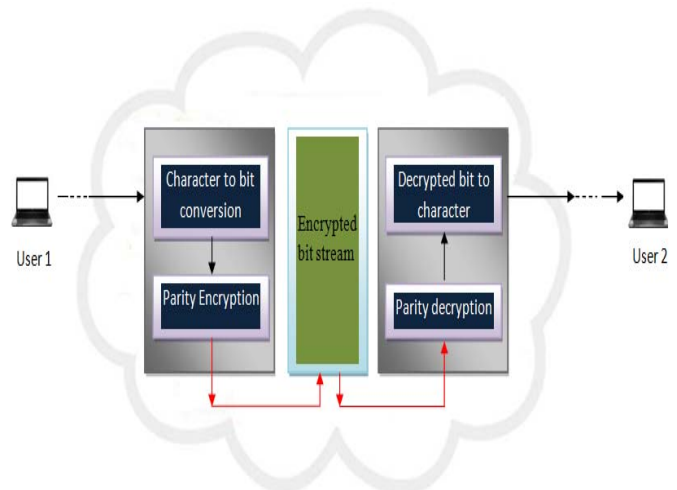 User 1
Character to bit
conversion
Parity Encryption
Encrypted
bit stream
Decrypted bit to
character
Parity decryption
User 2